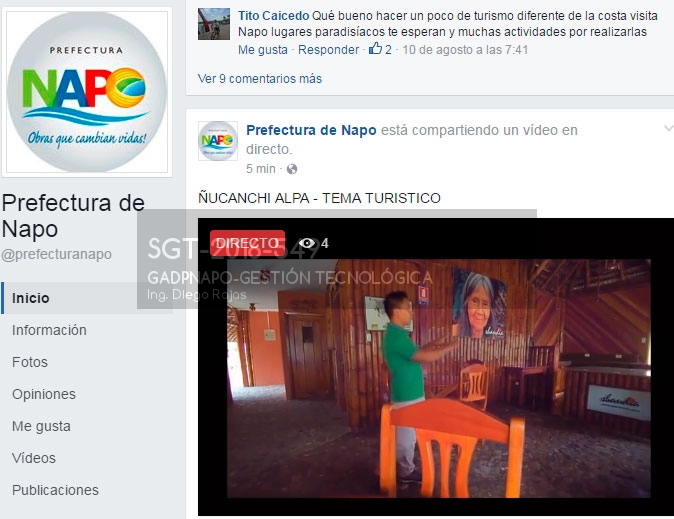 PREFECTURA
NAPO
Obras que cambian vidas!
Prefectura de
Napo
@prefecturanapo
Inicio
Información
Fotos
Opiniones
Me gusta
Vídeos
Publicaciones
Tito Caicedo Qué bueno hacer un poco de turismo diferente de la costa visita
Napo lugares paradisíacos te esperan y muchas actividades por realizarlas
Me gusta · Responder · 2 · 10 de agosto a las 7:41
Ver 9 comentarios más
NAPO
Prefectura de Napo está compartiendo un vídeo en
directo.
5 min ·
ÑUCANCHI ALPA - TEMA TURISTICO
DIRECTO 4
SGT-2016-549
GADPNAPO-GESTIÓN TECNOLÓGICA
Ing. Diego Rojas